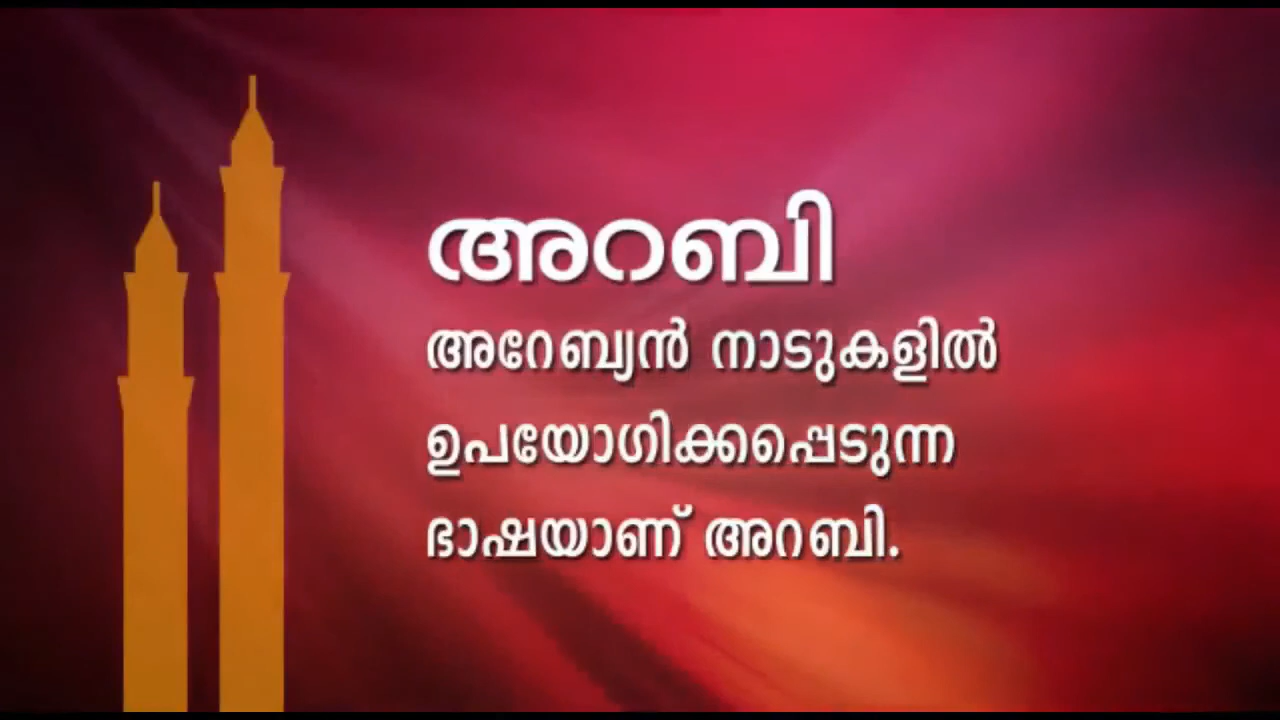 അറബി
അറേബ്യൻ നാടുകളിൽ
ഉപയോഗിക്കപ്പെടുന്ന
ഭാഷയാണ് അറബി.